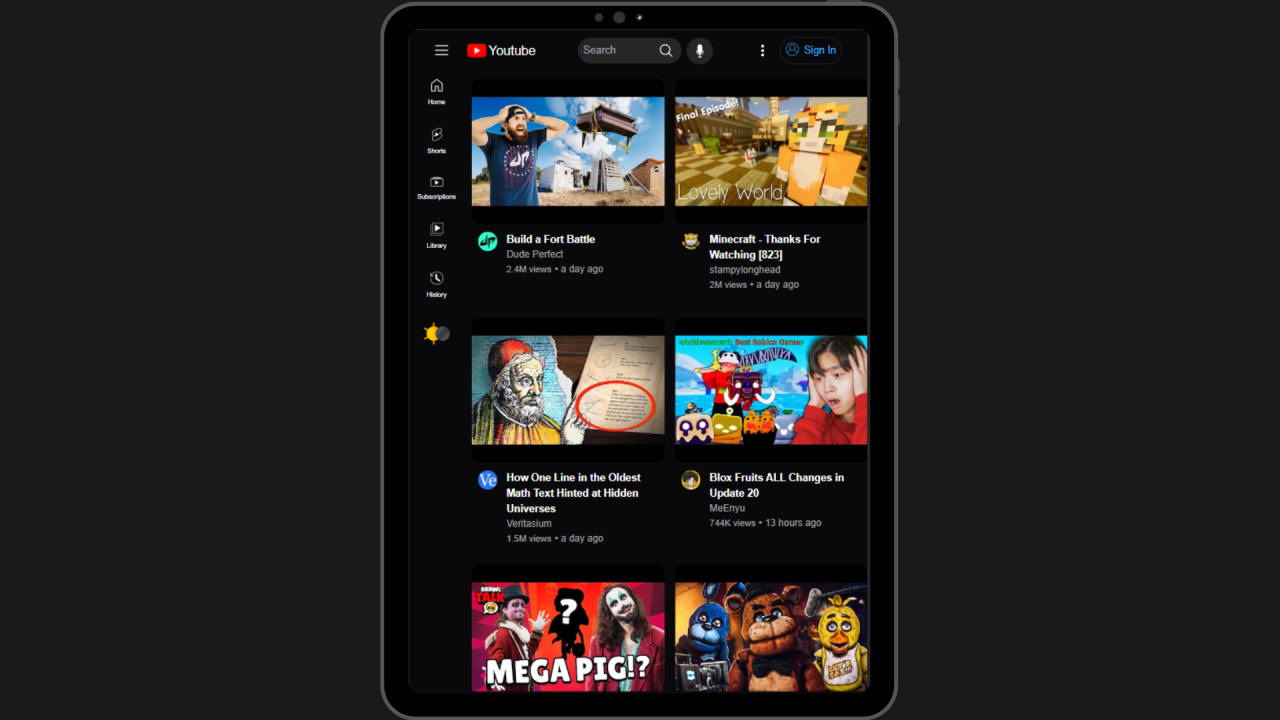 Youtube
Search
Sign In
Home
Shorts
Subscriptions
Library
History
Final Episode!
Lovely World
Build a Fort Battle
Dude Perfect
2.4M views • a day ago
Minecraft - Thanks For
Watching [823]
stampylonghead
2M views • a day ago
<Achievement: Best Roblox Game>
Ve
How One Line in the Oldest
Math Text Hinted at Hidden
Universes
Veritasium
1.5M views • a day ago
Blox Fruits ALL Changes in
Update 20
MeEnyu
744K views • 13 hours ago
BRAWL
TALK
?
MEGA PIG!?
LET'S
EAT!!!